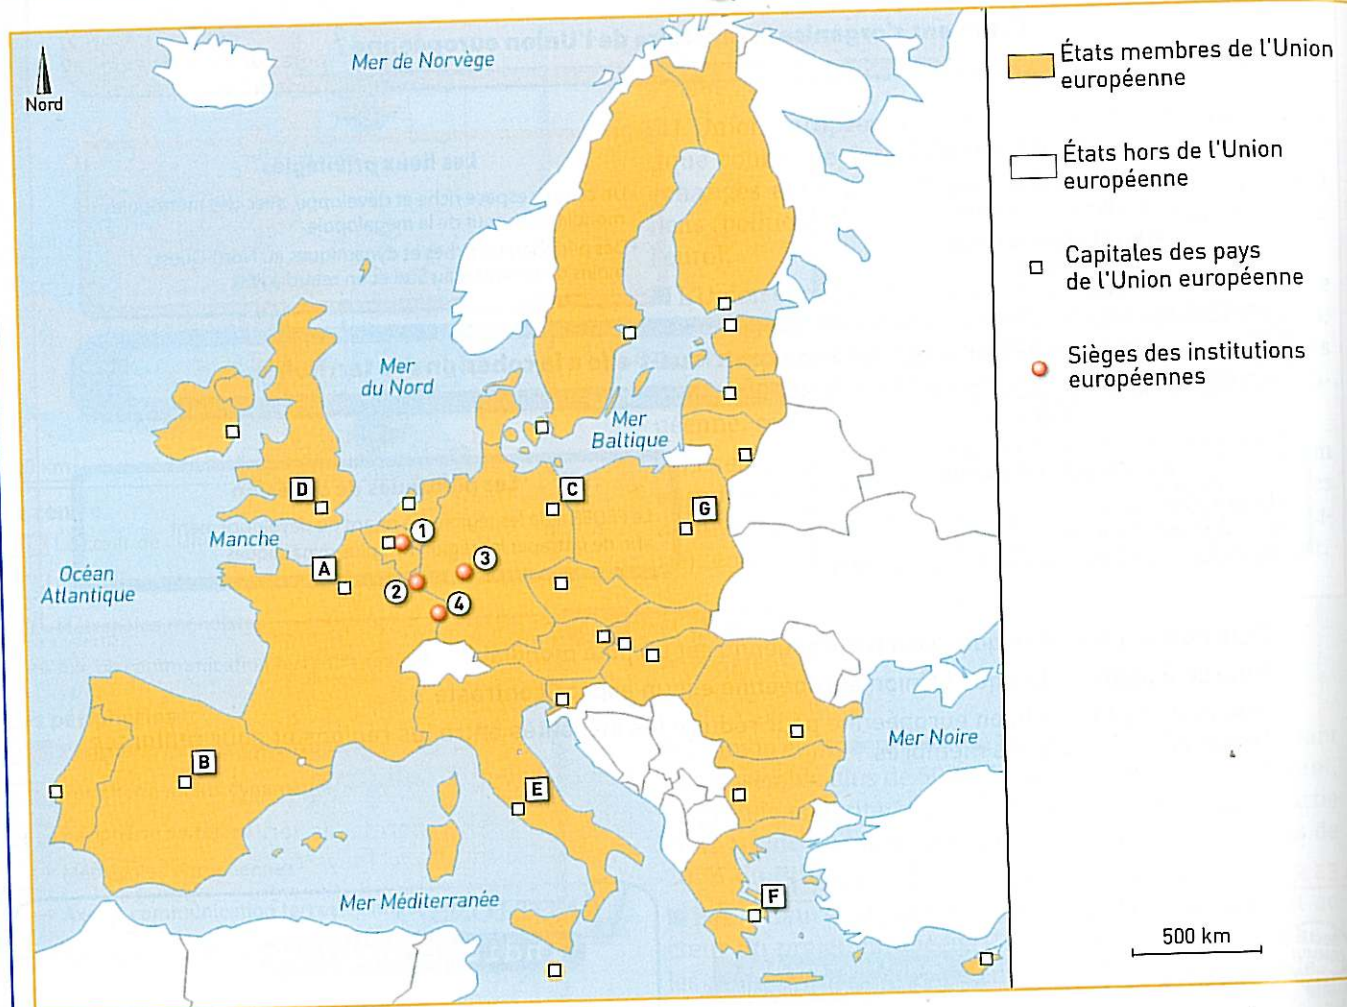 Nord
Mer de Norvège
Mer
du Nord
Mer
Baltique
D
C
G
Manche
1
A
3
Océan
Atlantique
2
4
B
Mer Noire
E
Mer Méditerranée
F
États membres de l'Union
européenne
États hors de l'Union
européenne
Capitales des pays
de l'Union européenne
Sièges des institutions
européennes
500 km